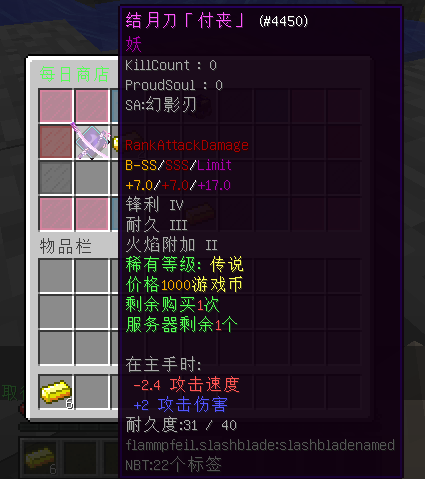 结月刀「付丧」 (#4450)
妖
KillCount : 0
ProudSoul : 0
SA:幻影刃
RankAttackDamage
B-SS/SSS/Limit
+7.0/+7.0/+17.0
锋利 IV
耐久 III
火焰附加 II
稀有等级: 传说
价格1000游戏币
剩余购买1次
服务器剩余1个
在主手时:
-2.4 攻击速度
+2 攻击伤害
耐久度:31 / 40
flammpfeil.slashblade:slashbladenamed
NBT:22个标签
每日商店
物品栏
6
取
6